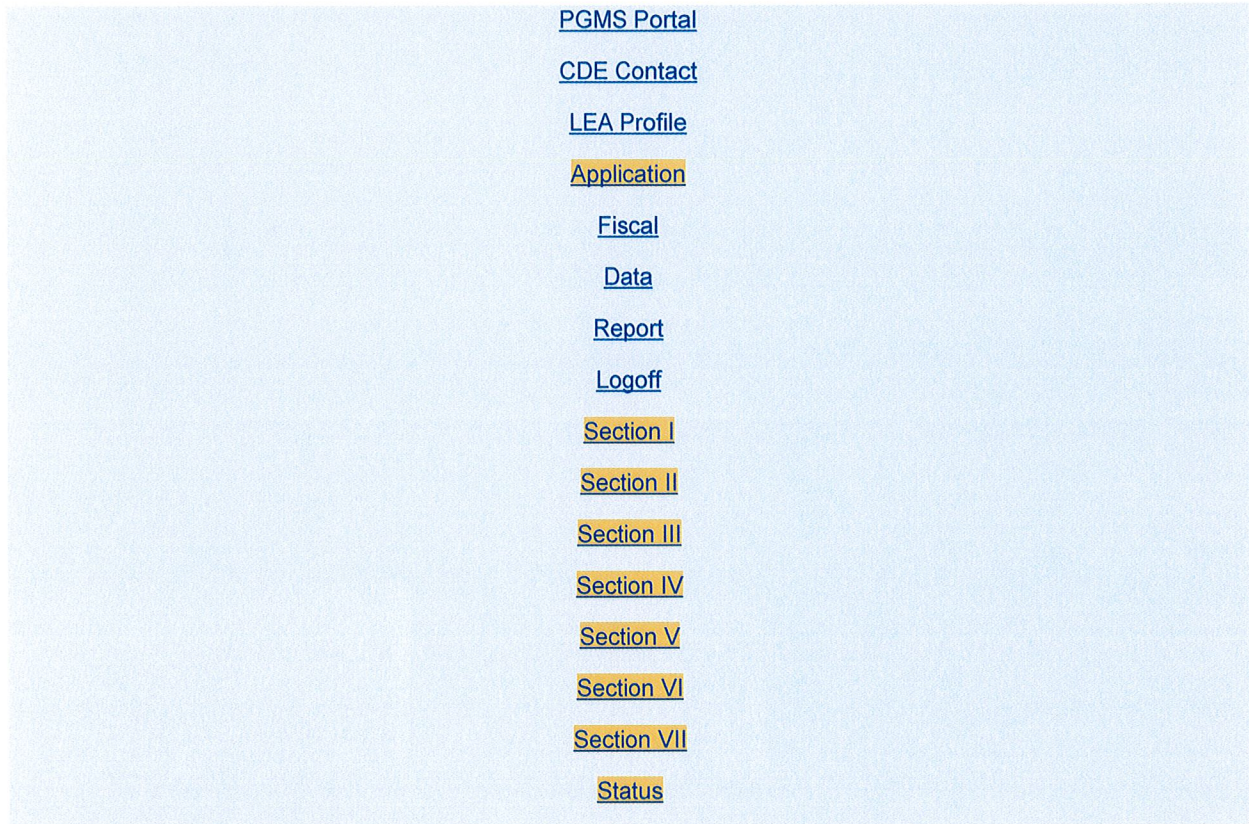 PGMS Portal
CDE Contact
LEA Profile
Application
Fiscal
Data
Report
Logoff
Section I
Section II
Section III
Section IV
Section V
Section VI
Section VII
Status